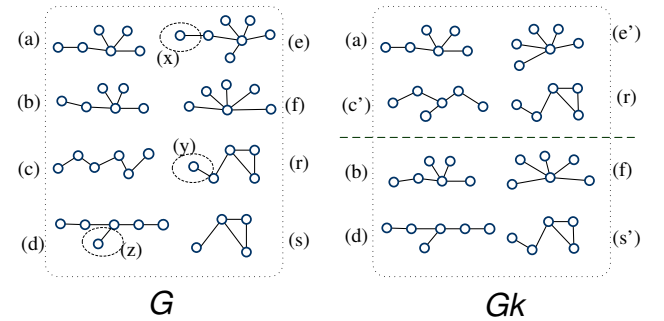 (a) (x) (e) (a) (e')
(b) (f) (c') (r)
(c) (y) (r) (b) (f)
(d) (z) (s) (d) (s')
G Gk